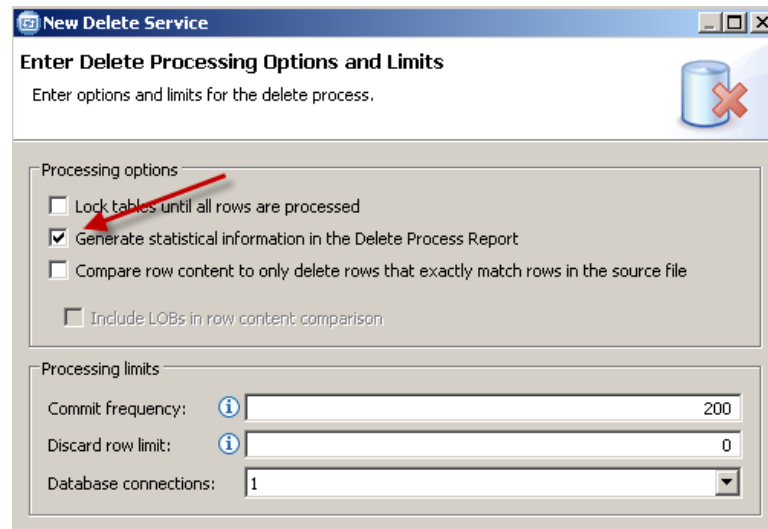 New Delete Service
Enter Delete Processing Options and Limits
Enter options and limits for the delete process.
Processing options
Lock tables until all rows are processed
Generate statistical information in the Delete Process Report
Compare row content to only delete rows that exactly match rows in the source file
Include LOBs in row content comparison
Processing limits
Commit frequency: 200
Discard row limit: 0
Database connections: 1